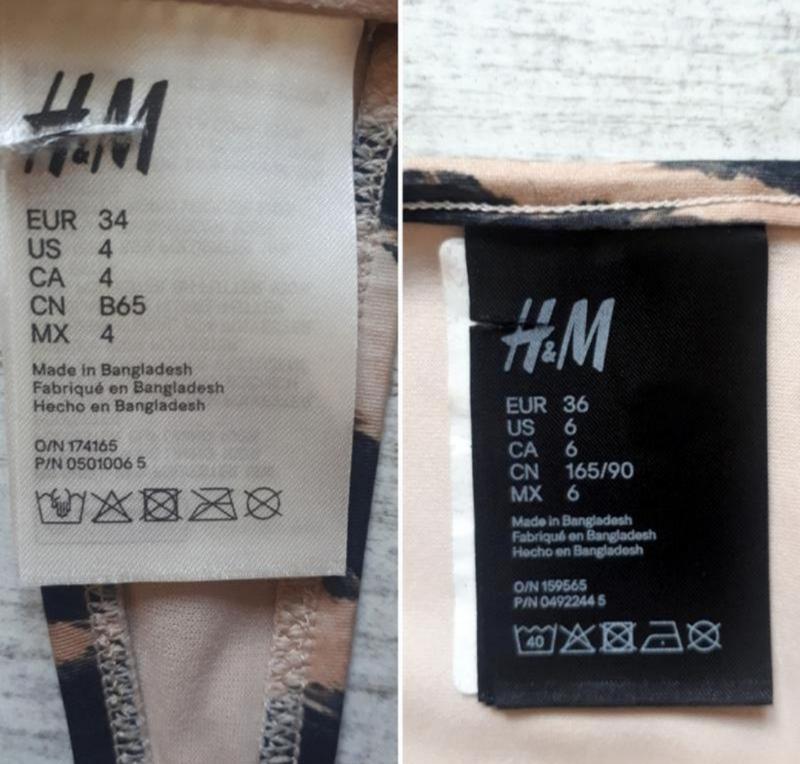 H&M
EUR 34
US 4
CA 4
CN B65
MX 4
Made in Bangladesh
Fabriqué en Bangladesh
Hecho en Bangladesh
O/N 174165
P/N 0501006 5
H&M
EUR 36
US 6
CA 6
CN 165/90
MX 6
Made in Bangladesh
Fabriqué en Bangladesh
Hecho en Bangladesh
O/N 159565
P/N 0492244 5
40